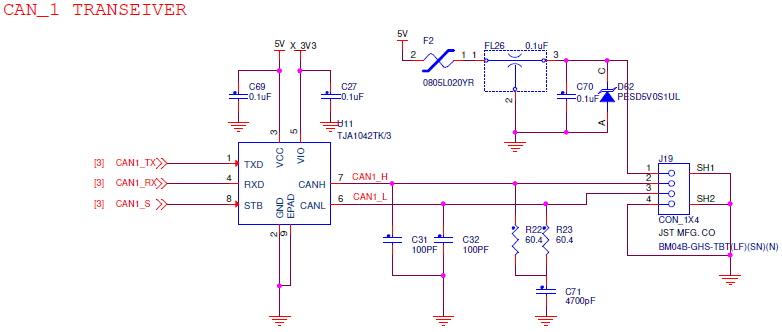 CAN_1 TRANSEIVER
5V
X_3V3
5V
F2
2
1
FL26
0.1uF
1
3
2
0805L020YR
C69
0.1uF
C27
0.1uF
C70
0.1uF
C
D62
PESD5V0S1UL
A
U11
TJA1042TK/3
3
5
VCC
VIO
[3] CAN1_TX
1
TXD
[3] CAN1_RX
4
RXD
[3] CAN1_S
8
STB
CANH
7
CAN1_H
CANL
6
CAN1_L
GND
EPAD
2
9
C31
100PF
C32
100PF
R22
60.4
R23
60.4
C71
4700pF
J19
1
2
3
4
SH1
SH2
CON_1X4
JST MFG. CO
BM04B-GHS-TBT(LF)(SN)(N)